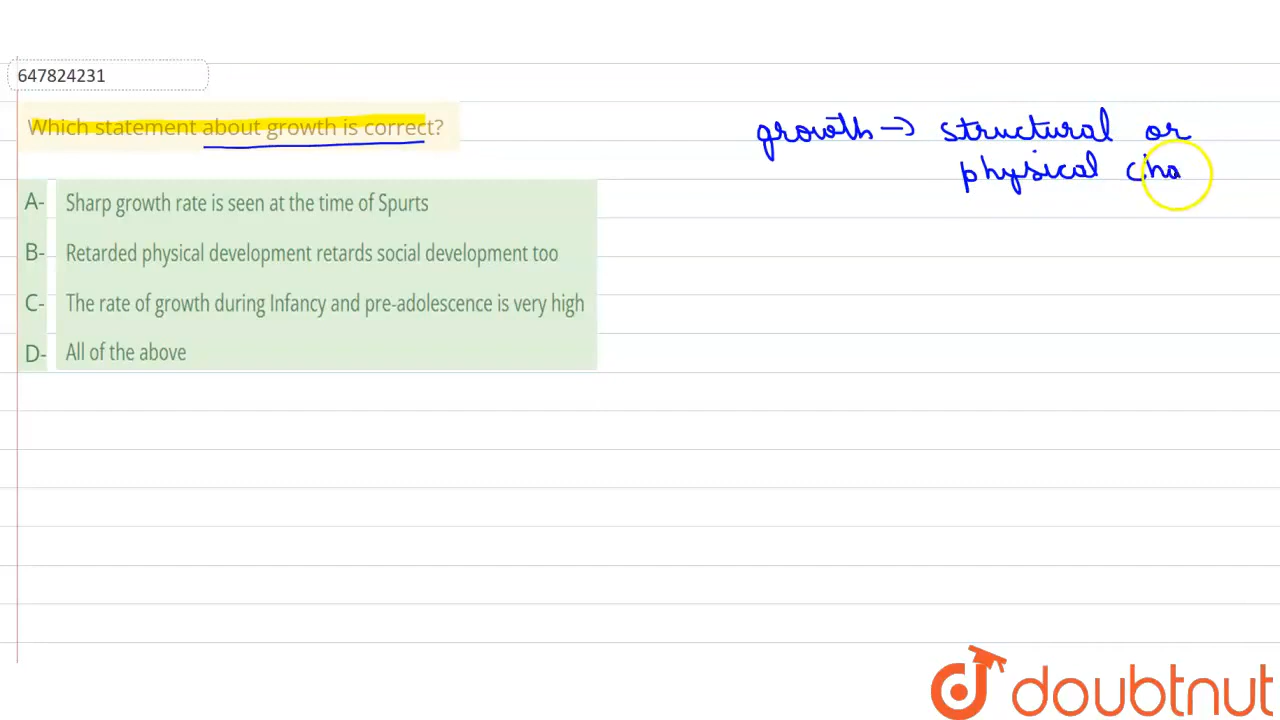 647824231
Which statement about growth is correct?
growth → structural or
physical cha
A- Sharp growth rate is seen at the time of Spurts
B- Retarded physical development retards social development too
C- The rate of growth during Infancy and pre-adolescence is very high
D- All of the above
doubtnut